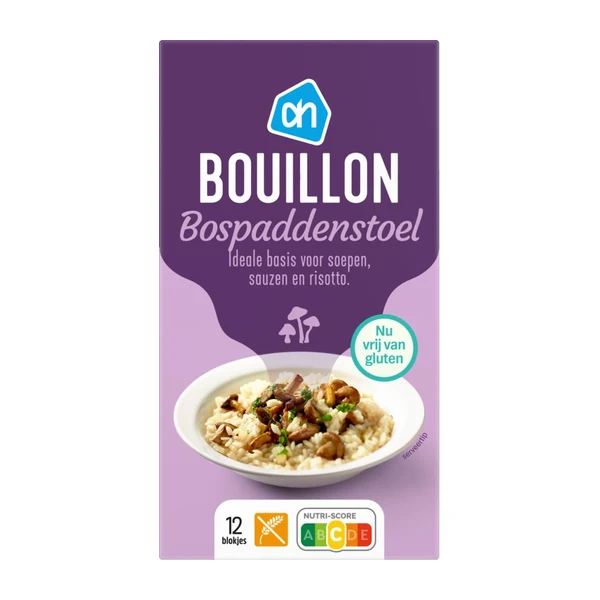 ah
BOUILLON
Bospaddenstoel
Ideale basis voor soepen,
sauzen en risotto.
Nu
vrij van
gluten
serveertip
12
blokjes
NUTRI-SCORE
A B C D E